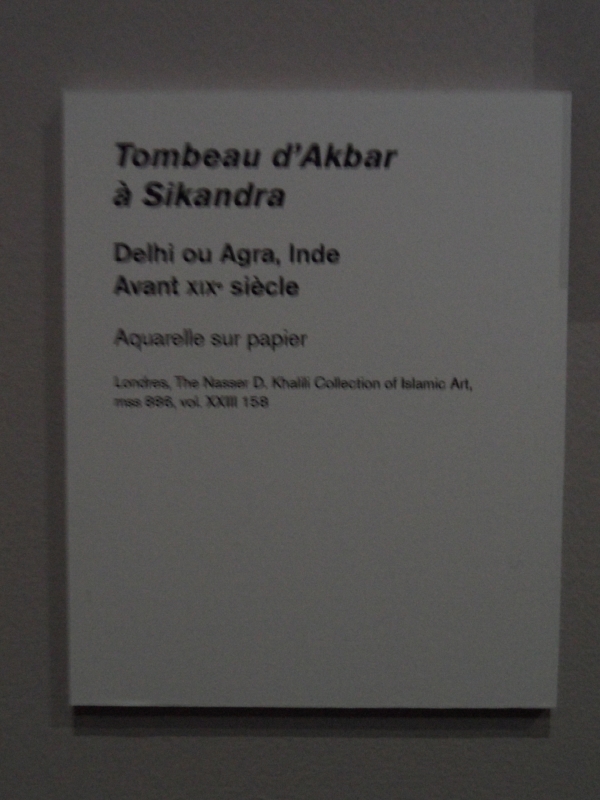 Tombeau d'Akbar
à Sikandra
Delhi ou Agra, Inde
Avant XIXe siècle
Aquarelle sur papier
Londres, The Nasser D. Khalili Collection of Islamic Art,
mss 886, vol. XXIII 158